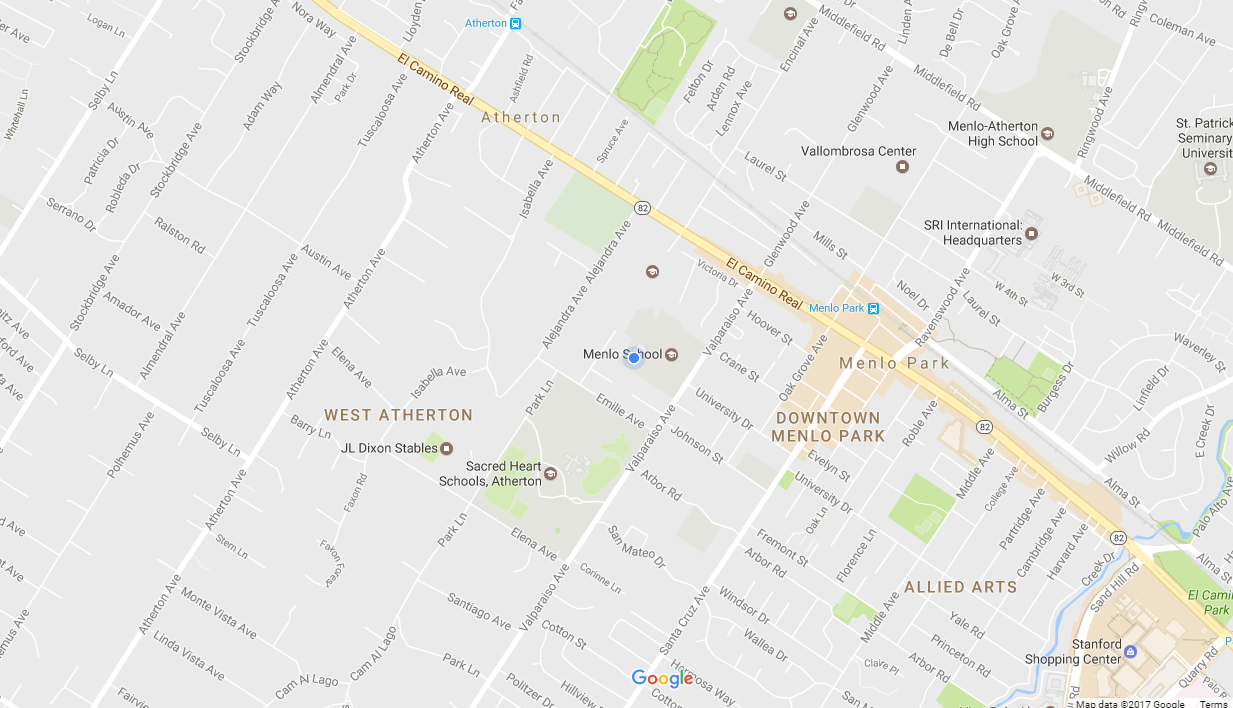 Nora Way
Logan Ln
Stockbridge Ave
Lloyden
Atherton
Selby Ln
El Camino Real
Middlefield Rd
Linden Ave
De Bell Dr
Oak Grove Ave
Coleman Ave
Encinal Ave
Felton Dr
Arden Rd
Lennox Ave
Ashfield Rd
Almendral Ave
Park Dr
Tuscaloosa Ave
Adam Way
Whitehall Ln
Austin Ave
Atherton Ave
Atherton
Spruce Ave
Glenwood Ave
Middlefield Rd
Ringwood Ave
Menlo-Atherton
High School
St. Patrick
Seminary
Universit
Patricia Dr
Robleda Dr
Stockbridge Ave
Serrano Dr
Isabella Ave
Laurel St
Vallombrosa Center
Middlefield Rd
Middlefield Rd
82
Ralston Rd
Austin Ave
Tuscaloosa Ave
Atherton Ave
Alejandra Ave
Alejandra Ave
Glenwood Ave
Mills St
SRI International:
Headquarters
Victoria Dr
El Camino Real
Noel Dr
W 3rd St
W 4th St
Laurel St
Ravenswood Ave
Stockbridge Ave
Amador Ave
Almendral Ave
Selby Ln
Elena Ave
Isabella Ave
Menlo School
Valparaiso Ave
Hoover St
Menlo Park
Crane St
Oak Grove Ave
Menlo Park
Waverley St
Linfield Dr
Burgess Dr
Alma St
WEST ATHERTON
Park Ln
Emilie Ave
University Dr
DOWNTOWN
MENLO PARK
Roble Ave
82
Willow Rd
E Creek Dr
Polhemus Ave
Tuscaloosa Ave
Atherton Ave
Selby Ln
Barry Ln
JL Dixon Stables
Sacred Heart
Schools, Atherton
Valparaiso Ave
Johnson St
Evelyn St
Middle Ave
College Ave
Alma St
Palo Alto Ave
Faxon Rd
Arbor Rd
University Dr
Oak Ln
Partridge Ave
Cambridge Ave
Harvard Ave
82
Atherton Ave
Stern Ln
Park Ln
Elena Ave
San Mateo Dr
Fremont St
Arbor Rd
Florence Ln
Creek Dr
Sand Hill Rd
Alma St
Corinne Ln
ALLIED ARTS
El Cami
Park
Monte Vista Ave
Linda Vista Ave
Atherton Ave
Santiago Ave
Valparaiso Ave
Cotton St
Santa Cruz Ave
Windsor Dr
Wallea Dr
Middle Ave
Yale Rd
Princeton Rd
Arbor Rd
Stanford
Shopping Center
Cam Al Lago
Cam Al Lago
Park Ln
Politzer Dr
Hillview
Claire Pl
Quarry Rd
Google
Hermosa Way
Map data ©2017 Google
Terms